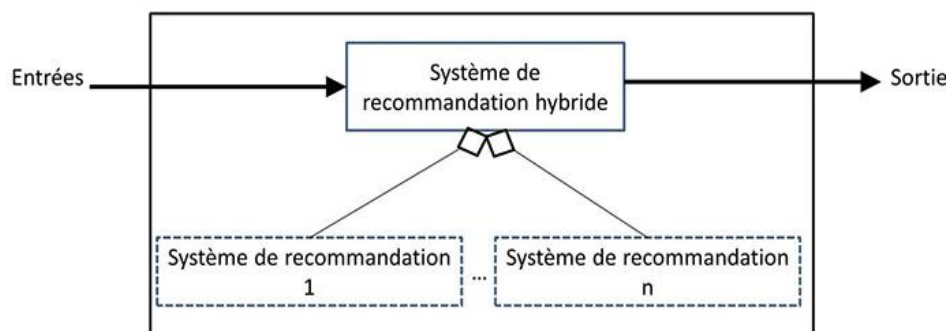 Entrées
Système de
recommandation hybride
Sortie
Système de recommandation
1
...
Système de recommandation
n